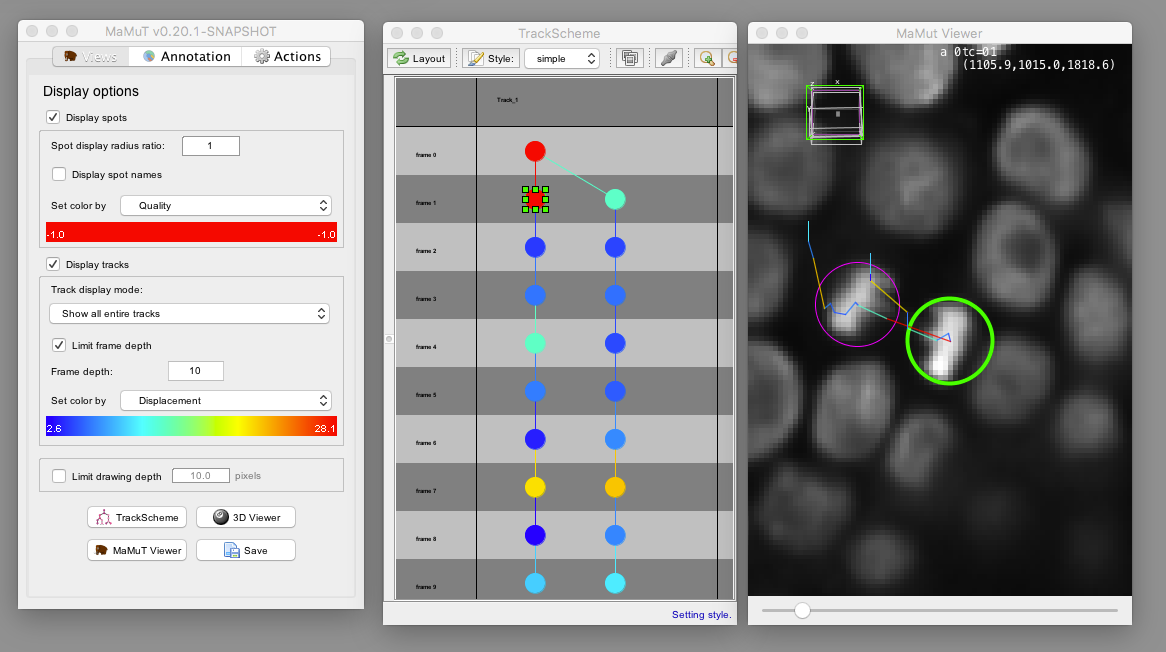 MaMuT v0.20.1-SNAPSHOT
Views
Annotation
Actions
Display options
Display spots
Spot display radius ratio: 1
Display spot names
Set color by Quality
-1.0 -1.0
Display tracks
Track display mode:
Show all entire tracks
Limit frame depth
Frame depth: 10
Set color by Displacement
2.6 28.1
Limit drawing depth 10.0 pixels
TrackScheme
3D Viewer
MaMuT Viewer
Save
TrackScheme
Layout
Style: simple
Track_1
frame 0
frame 1
frame 2
frame 3
frame 4
frame 5
frame 6
frame 7
frame 8
frame 9
Setting style.
MaMut Viewer
a 0tc=01
(1105.9,1015.0,1818.6)
z x